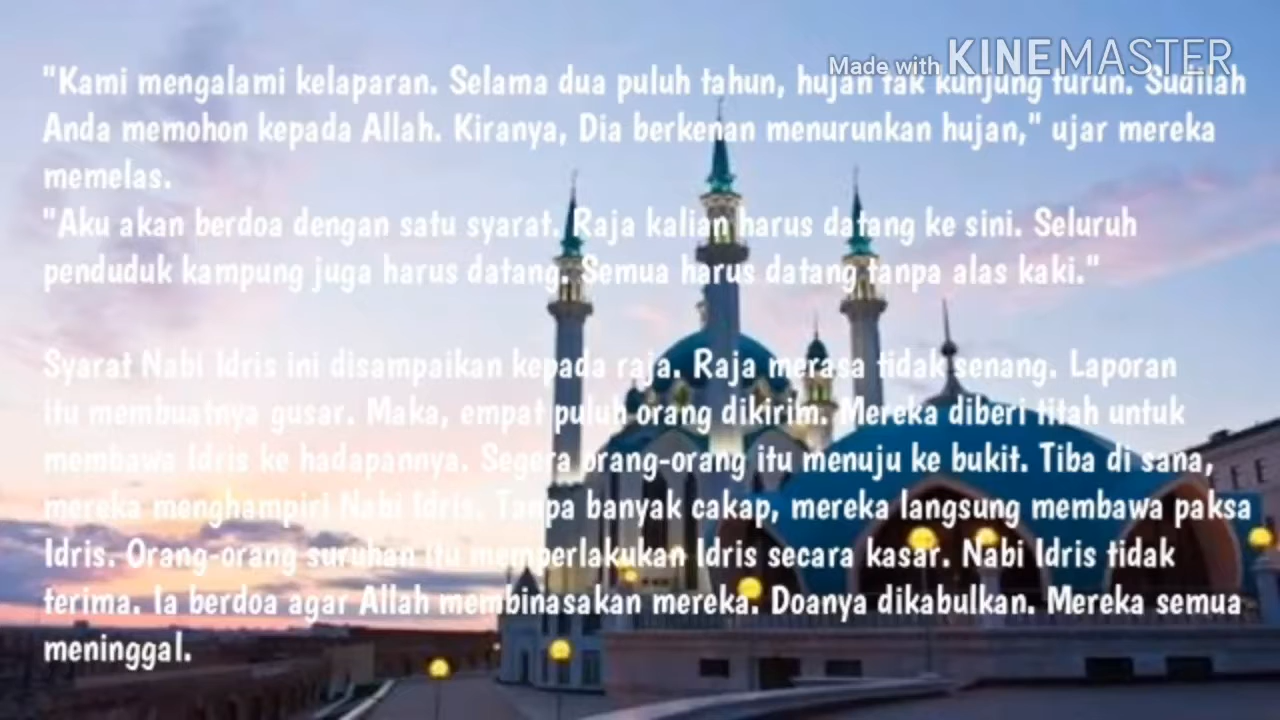 Made with KINEMASTER
"Kami mengalami kelaparan. Selama dua puluh tahun, hujan tak kunjung turun. Sudilah
Anda memohon kepada Allah. Kiranya, Dia berkenan menurunkan hujan," ujar mereka
memelas.
"Aku akan berdoa dengan satu syarat. Raja kalian harus datang ke sini. Seluruh
penduduk kampung juga harus datang. Semua harus datang tanpa alas kaki."
Syarat Nabi Idris ini disampaikan kepada raja. Raja merasa tidak senang. Laporan
itu membuatnya gusar. Maka, empat puluh orang dikirim. Mereka diberi titah untuk
membawa Idris ke hadapannya. Segera orang-orang itu menuju ke bukit. Tiba di sana,
mereka menghampiri Nabi Idris. Tanpa banyak cakap, mereka langsung membawa paksa
Idris. Orang-orang suruhan itu memperlakukan Idris secara kasar. Nabi Idris tidak
terima. Ia berdoa agar Allah membinasakan mereka. Doanya dikabulkan. Mereka semua
meninggal.